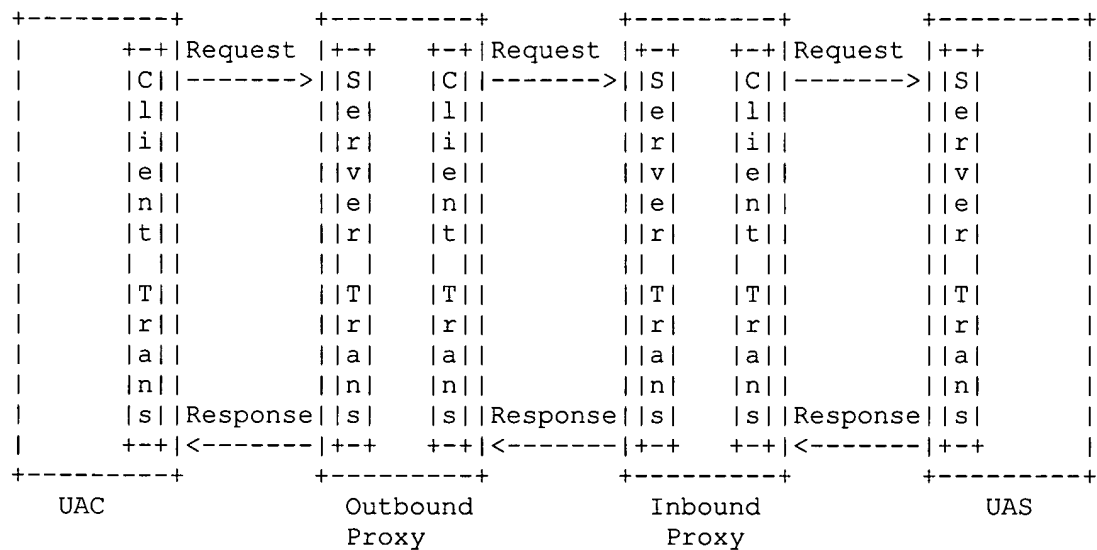 +---------+        +---------+        +---------+        +---------+
|      +-+|Request |+-+   +-+|Request |+-+   +-+|Request |+-+      |
|      |C||------->||S|   |C||------->||S|   |C||------->||S|      |
|      |l||        ||e|   |l||        ||e|   |l||        ||e|      |
|      |i||        ||r|   |i||        ||r|   |i||        ||r|      |
|      |e||        ||v|   |e||        ||v|   |e||        ||v|      |
|      |n||        ||e|   |n||        ||e|   |n||        ||e|      |
|      |t||        ||r|   |t||        ||r|   |t||        ||r|      |
|      | ||        || |   | ||        || |   | ||        || |      |
|      |T||        ||T|   |T||        ||T|   |T||        ||T|      |
|      |r||        ||r|   |r||        ||r|   |r||        ||r|      |
|      |a||        ||a|   |a||        ||a|   |a||        ||a|      |
|      |n||        ||n|   |n||        ||n|   |n||        ||n|      |
|      |s||Response||s|   |s||Response||s|   |s||Response||s|      |
|      +-+|<-------|+-+   +-+|<-------|+-+   +-+|<-------|+-+      |
+---------+        +---------+        +---------+        +---------+
UAC Outbound Inbound UAS
Proxy Proxy